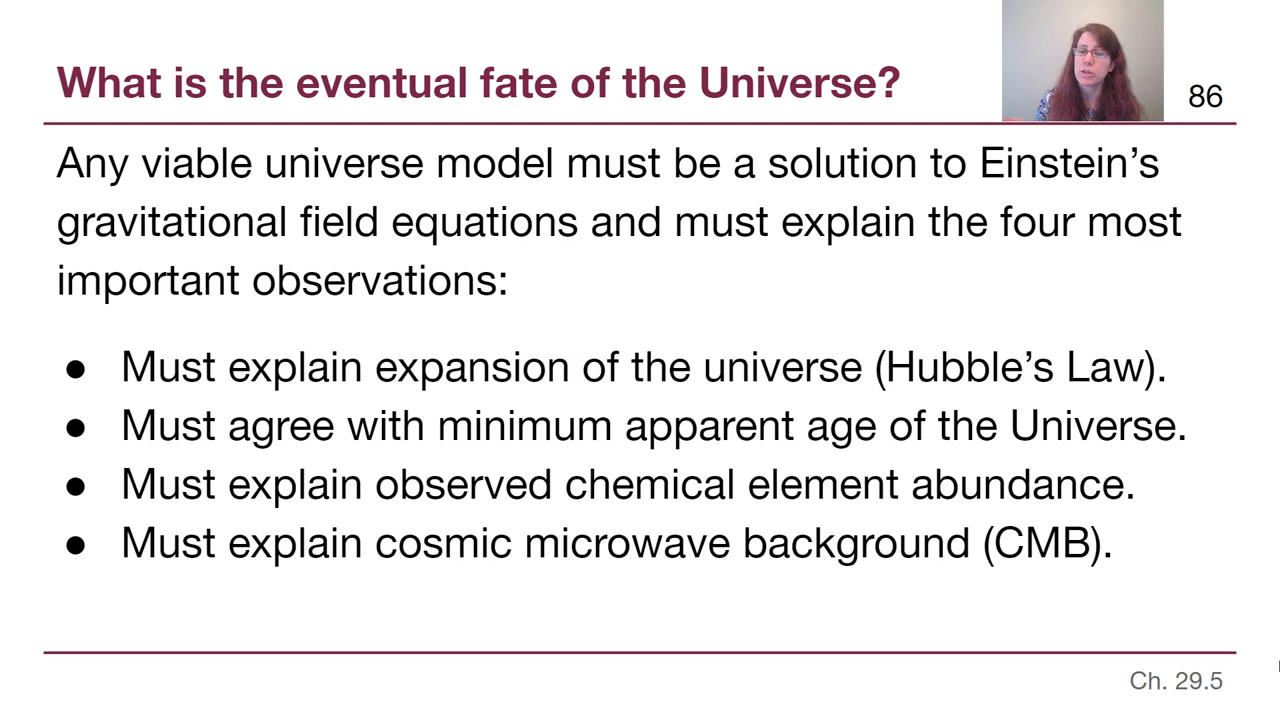 What is the eventual fate of the Universe?
86
Any viable universe model must be a solution to Einstein’s
gravitational field equations and must explain the four most
important observations:
● Must explain expansion of the universe (Hubble’s Law).
● Must agree with minimum apparent age of the Universe.
● Must explain observed chemical element abundance.
● Must explain cosmic microwave background (CMB).
Ch. 29.5